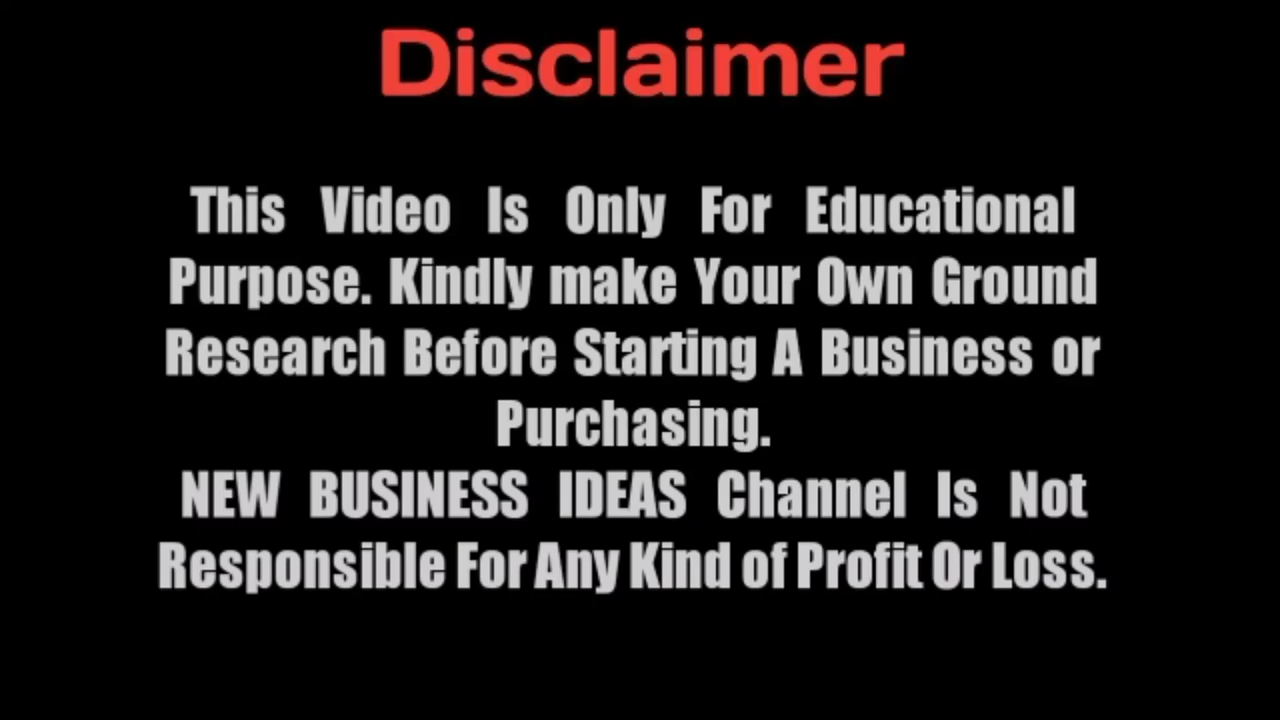 Disclaimer
This Video Is Only For Educational
Purpose. Kindly make Your Own Ground
Research Before Starting A Business or
Purchasing.
NEW BUSINESS IDEAS Channel Is Not
Responsible For Any Kind of Profit Or Loss.